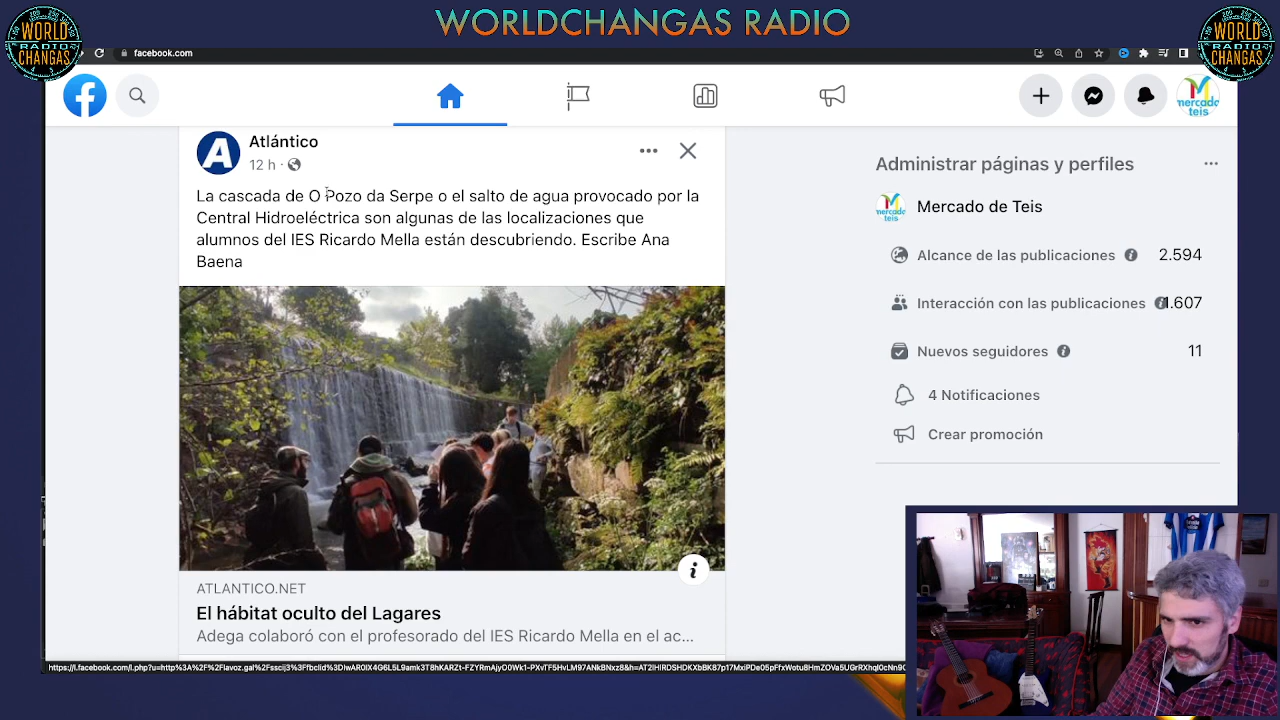 WORLDCHANGAS RADIO
WORLD
RADIO
CHANGAS
WORLD
RADIO
CHANGAS
facebook.com
mercado
teis
Atlántico
12 h ·
La cascada de O Pozo da Serpe o el salto de agua provocado por la
Central Hidroeléctrica son algunas de las localizaciones que
alumnos del IES Ricardo Mella están descubriendo. Escribe Ana
Baena
ATLANTICO.NET
El hábitat oculto del Lagares
Adega colaboró con el profesorado del IES Ricardo Mella en el ac...
Administrar páginas y perfiles
mercado
teis
Mercado de Teis
Alcance de las publicaciones 2.594
Interacción con las publicaciones 1.607
Nuevos seguidores 11
4 Notificaciones
Crear promoción